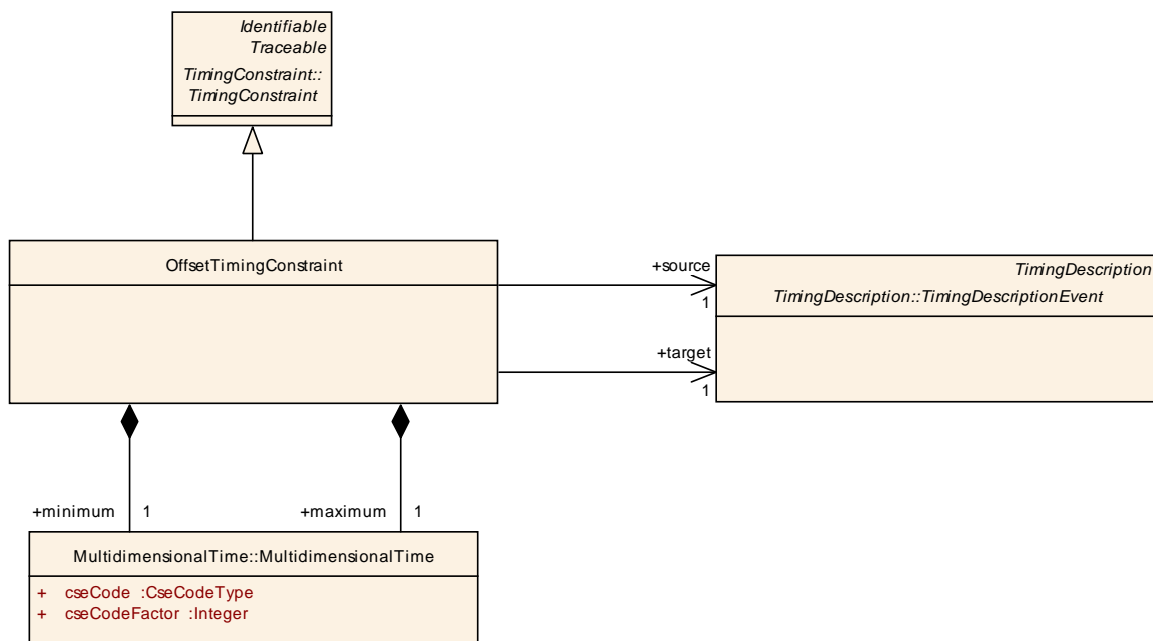 Identifiable
Traceable
TimingConstraint::
TimingConstraint
OffsetTimingConstraint
+source
1
TimingDescription
TimingDescription::TimingDescriptionEvent
+target
1
+minimum 1
+maximum 1
MultidimensionalTime::MultidimensionalTime
+ cseCode :CseCodeType
+ cseCodeFactor :Integer